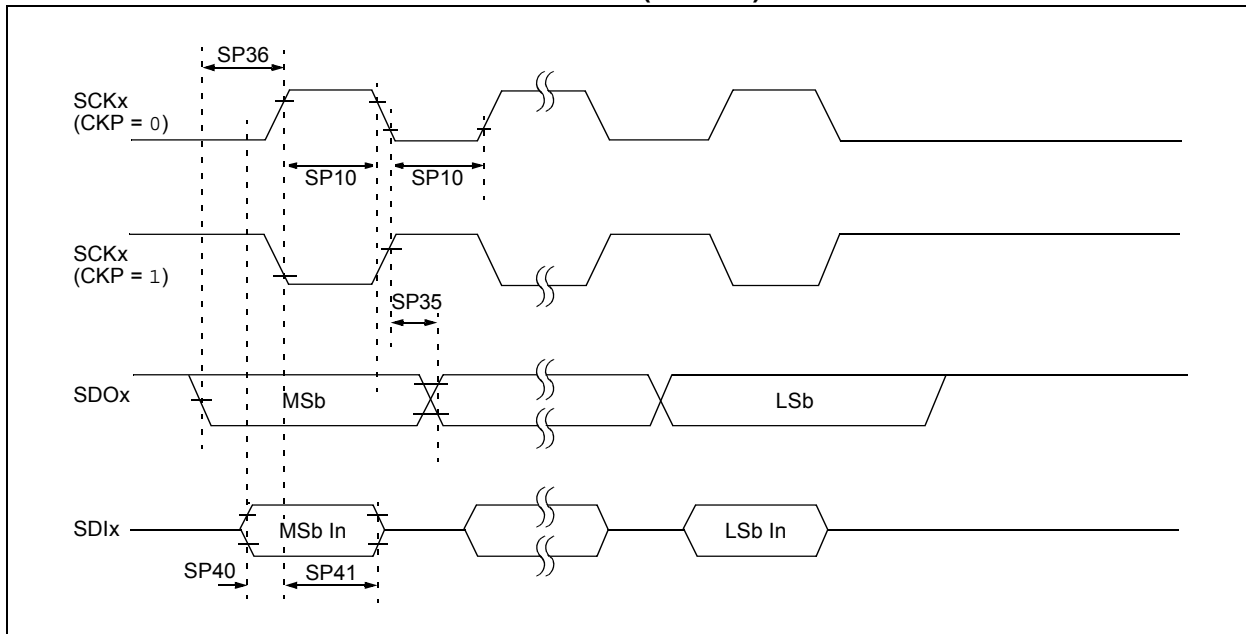 SP36
SCKx
(CKP = 0)
SP10
SP10
SCKx
(CKP = 1)
SP35
SDOx
MSb
LSb
SDIx
MSb In
LSb In
SP40
SP41